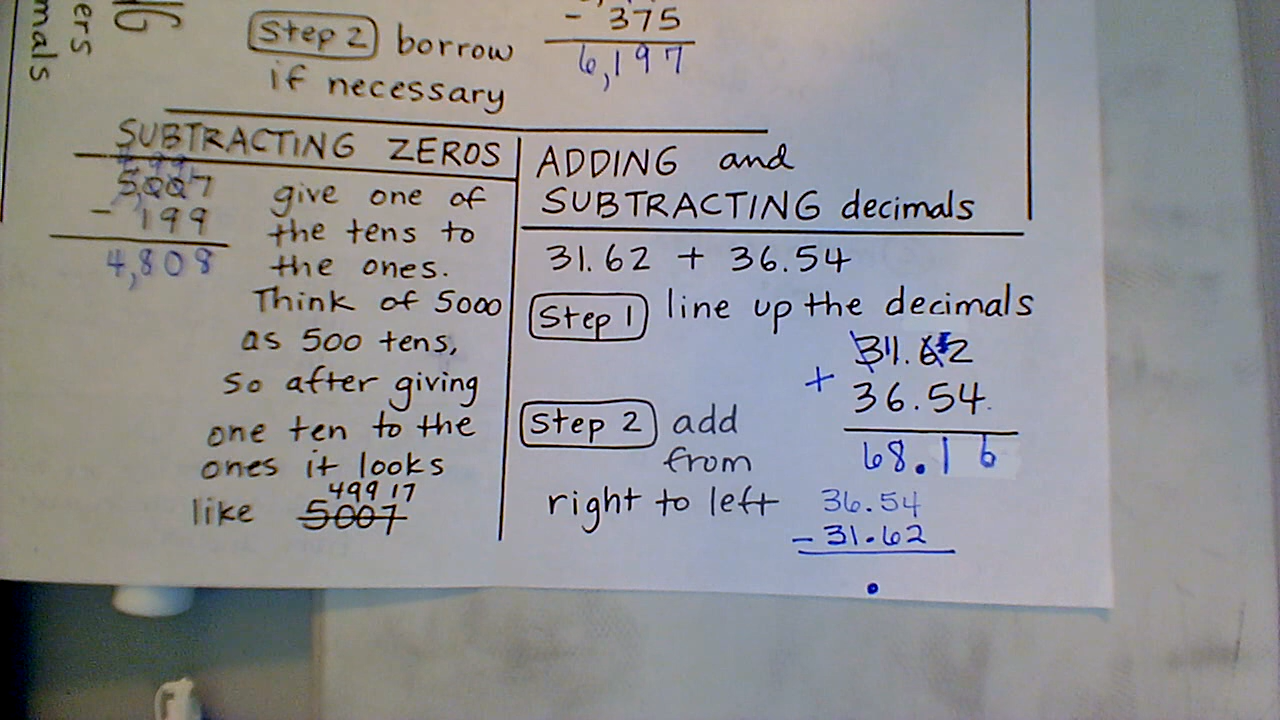 - 375
Step 2 borrow
if necessary
6,197
SUBTRACTING ZEROS
5,007
- 199
4,808
give one of
the tens to
the ones.
Think of 5000
as 500 tens,
so after giving
one ten to the
ones it looks
499 17
like 5007
ADDING and
SUBTRACTING decimals
31.62 + 36.54
Step 1 line up the decimals
31.62
+ 36.54
68.16
Step 2 add
from
right to left
36.54
- 31.62
.